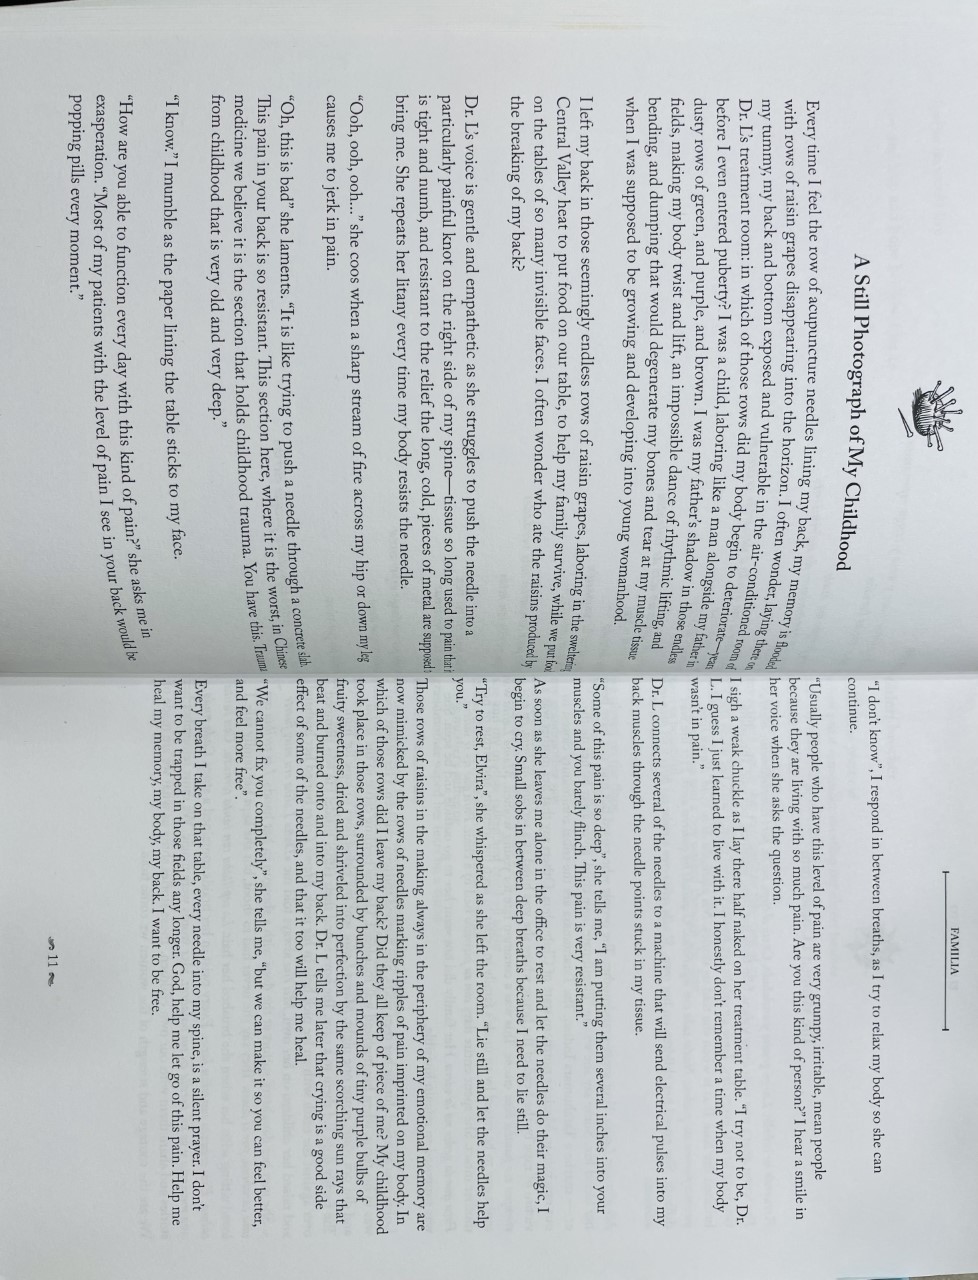 A Still Photograph of My Childhood
Every time I feel the row of acupuncture needles lining my back, my memory is flooded
with rows of raisin grapes disappearing into the horizon. I often wonder, laying there on
my tummy, my back and bottom exposed and vulnerable in the air-conditioned room of
Dr. L's treatment room: in which of those rows did my body begin to deteriorate—years
before I even entered puberty? I was a child, laboring like a man alongside my father in
dusty rows of green, and purple, and brown. I was my father's shadow in those endless
fields, making my body twist and lift, an impossible dance of rhythmic lifting, and
bending, and dumping that would degenerate my bones and tear at my muscle tissue
when I was supposed to be growing and developing into young womanhood.
I left my back in those seemingly endless rows of raisin grapes, laboring in the sweltering
Central Valley heat to put food on our table, to help my family survive, while we put food
on the tables of so many invisible faces. I often wonder who ate the raisins produced by
the breaking of my back?
Dr. L's voice is gentle and empathetic as she struggles to push the needle into a
particularly painful knot on the right side of my spine—tissue so long used to pain that it
is tight and numb, and resistant to the relief the long, cold, pieces of metal are supposed
bring me. She repeats her litany every time my body resists the needle.
“Ooh, ooh, ooh...” she coos when a sharp stream of fire across my hip or down my leg
causes me to jerk in pain.
“Oh, this is bad” she laments. “It is like trying to push a needle through a concrete slab.
This pain in your back is so resistant. This section here, where it is the worst, in Chinese
medicine we believe it is the section that holds childhood trauma. You have this. Trauma
from childhood that is very old and very deep.”
“I know.” I mumble as the paper lining the table sticks to my face.
“How are you able to function every day with this kind of pain?” she asks me in
exasperation. “Most of my patients with the level of pain I see in your back would be
popping pills every moment.”
FAMILIA
“I don't know”, I respond in between breaths, as I try to relax my body so she can
continue.
“Usually people who have this level of pain are very grumpy, irritable, mean people
because they are living with so much pain. Are you this kind of person?” I hear a smile in
her voice when she asks the question.
I sigh a weak chuckle as I lay there half naked on her treatment table. “I try not to be, Dr.
L. I guess I just learned to live with it. I honestly don't remember a time when my body
wasn't in pain.”
Dr. L connects several of the needles to a machine that will send electrical pulses into my
back muscles through the needle points stuck in my tissue.
“Some of this pain is so deep”, she tells me, “I am putting them several inches into your
muscles and you barely flinch. This pain is very resistant.”
As soon as she leaves me alone in the office to rest and let the needles do their magic, I
begin to cry. Small sobs in between deep breaths because I need to lie still.
“Try to rest, Elvira”, she whispered as she left the room. “Lie still and let the needles help
you.”
Those rows of raisins in the making always in the periphery of my emotional memory are
now mimicked by the rows of needles marking ripples of pain imprinted on my body. In
which of those rows did I leave my back? Did they all keep of piece of me? My childhood
took place in those rows, surrounded by bunches and mounds of tiny purple bulbs of
fruity sweetness, dried and shriveled into perfection by the same scorching sun rays that
beat and burned onto and into my back. Dr. L tells me later that crying is a good side
effect of some of the needles, and that it too will help me heal.
“We cannot fix you completely”, she tells me, “but we can make it so you can feel better,
and feel more free”.
Every breath I take on that table, every needle into my spine, is a silent prayer. I don't
want to be trapped in those fields any longer. God, help me let go of this pain. Help me
heal my memory, my body, my back. I want to be free.
11